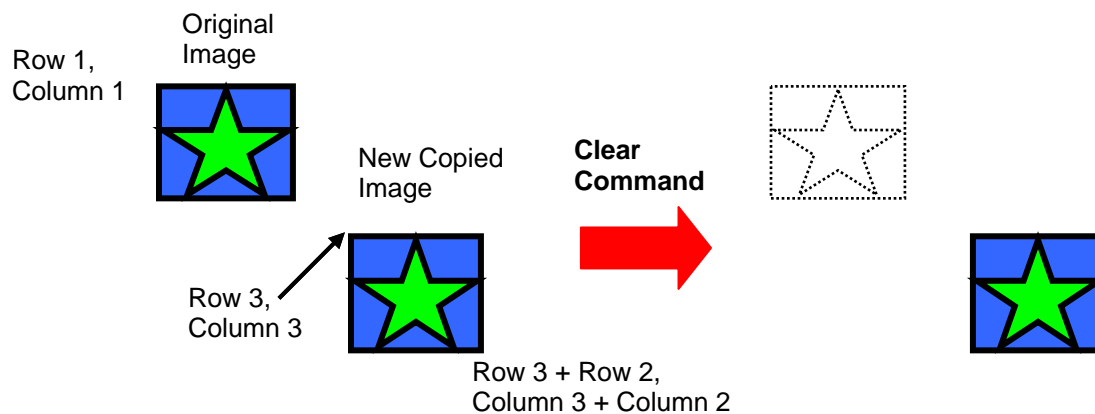 Original
Image
Row 1,
Column 1
New Copied
Image
Clear
Command
Row 3,
Column 3
Row 3 + Row 2,
Column 3 + Column 2